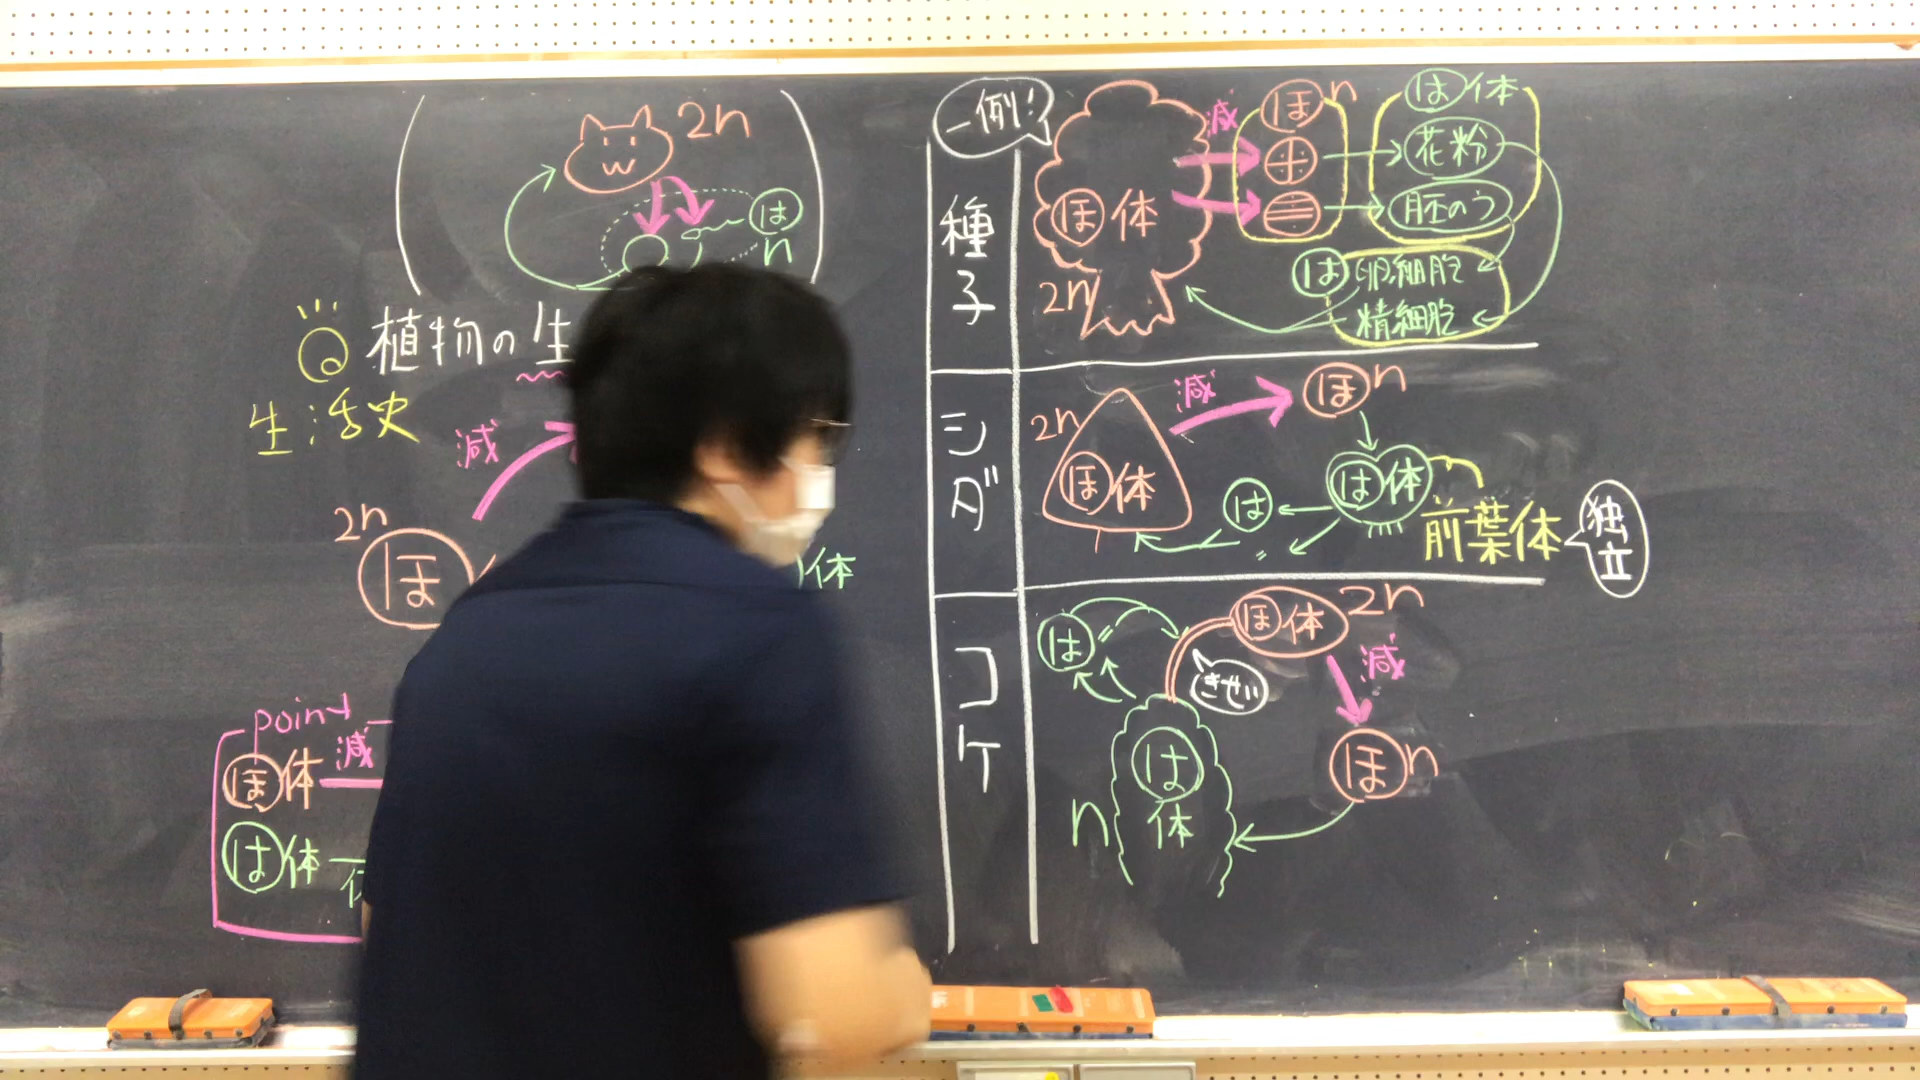 2n
は
n
植物の生
生活史
減
2n
ほ
体
point
ほ体
減
は体
一例!
種子
ほ体
2n
減
ほ n
は体
花粉
胚のう
は
卵細胞
精細胞
シダ
2n
ほ体
減
ほ n
は体
は
前葉体
独立
コケ
は
ほ体 2n
きせい
減
ほ n
は体
n